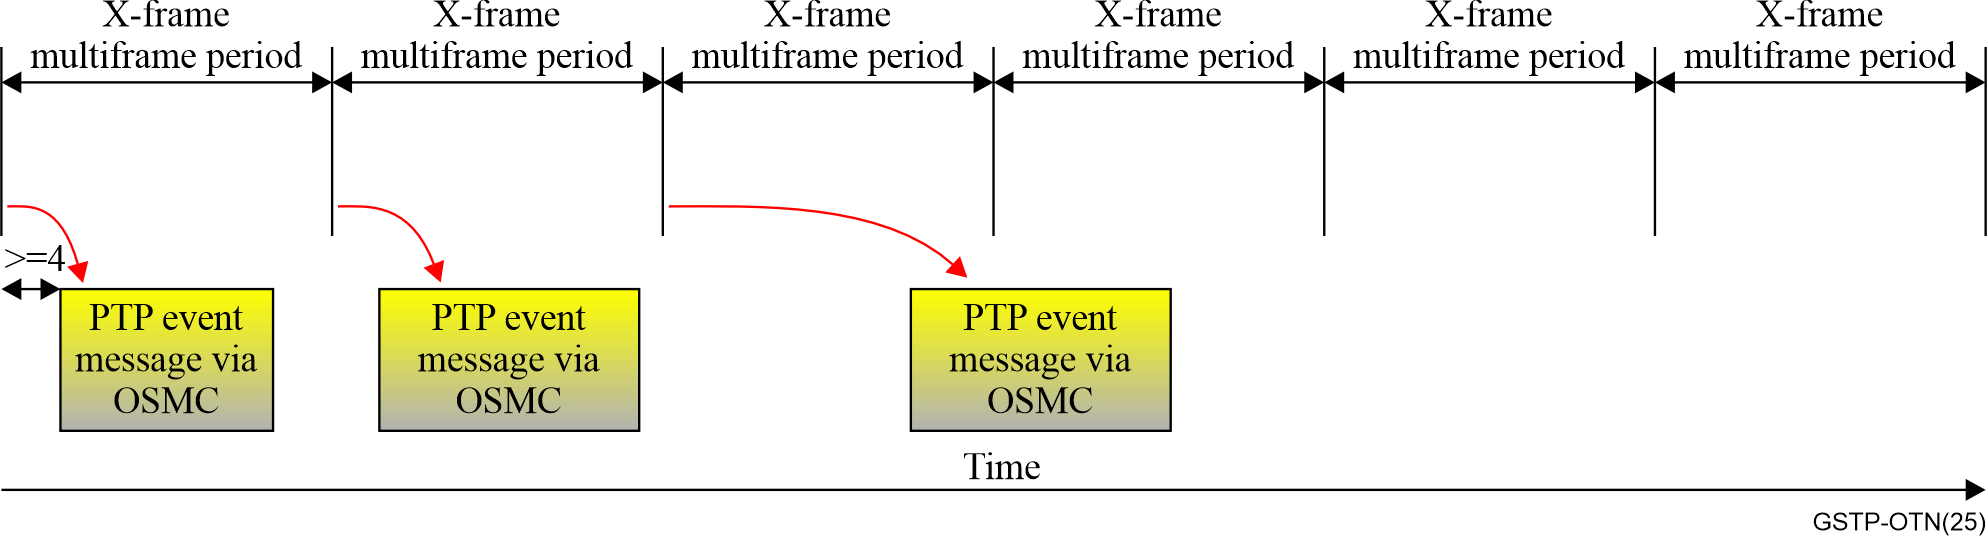 X-frame
multiframe period
X-frame
multiframe period
X-frame
multiframe period
X-frame
multiframe period
X-frame
multiframe period
X-frame
multiframe period
>=4
PTP event
message via
OSMC
PTP event
message via
OSMC
PTP event
message via
OSMC
Time
GSTP-OTN(25)